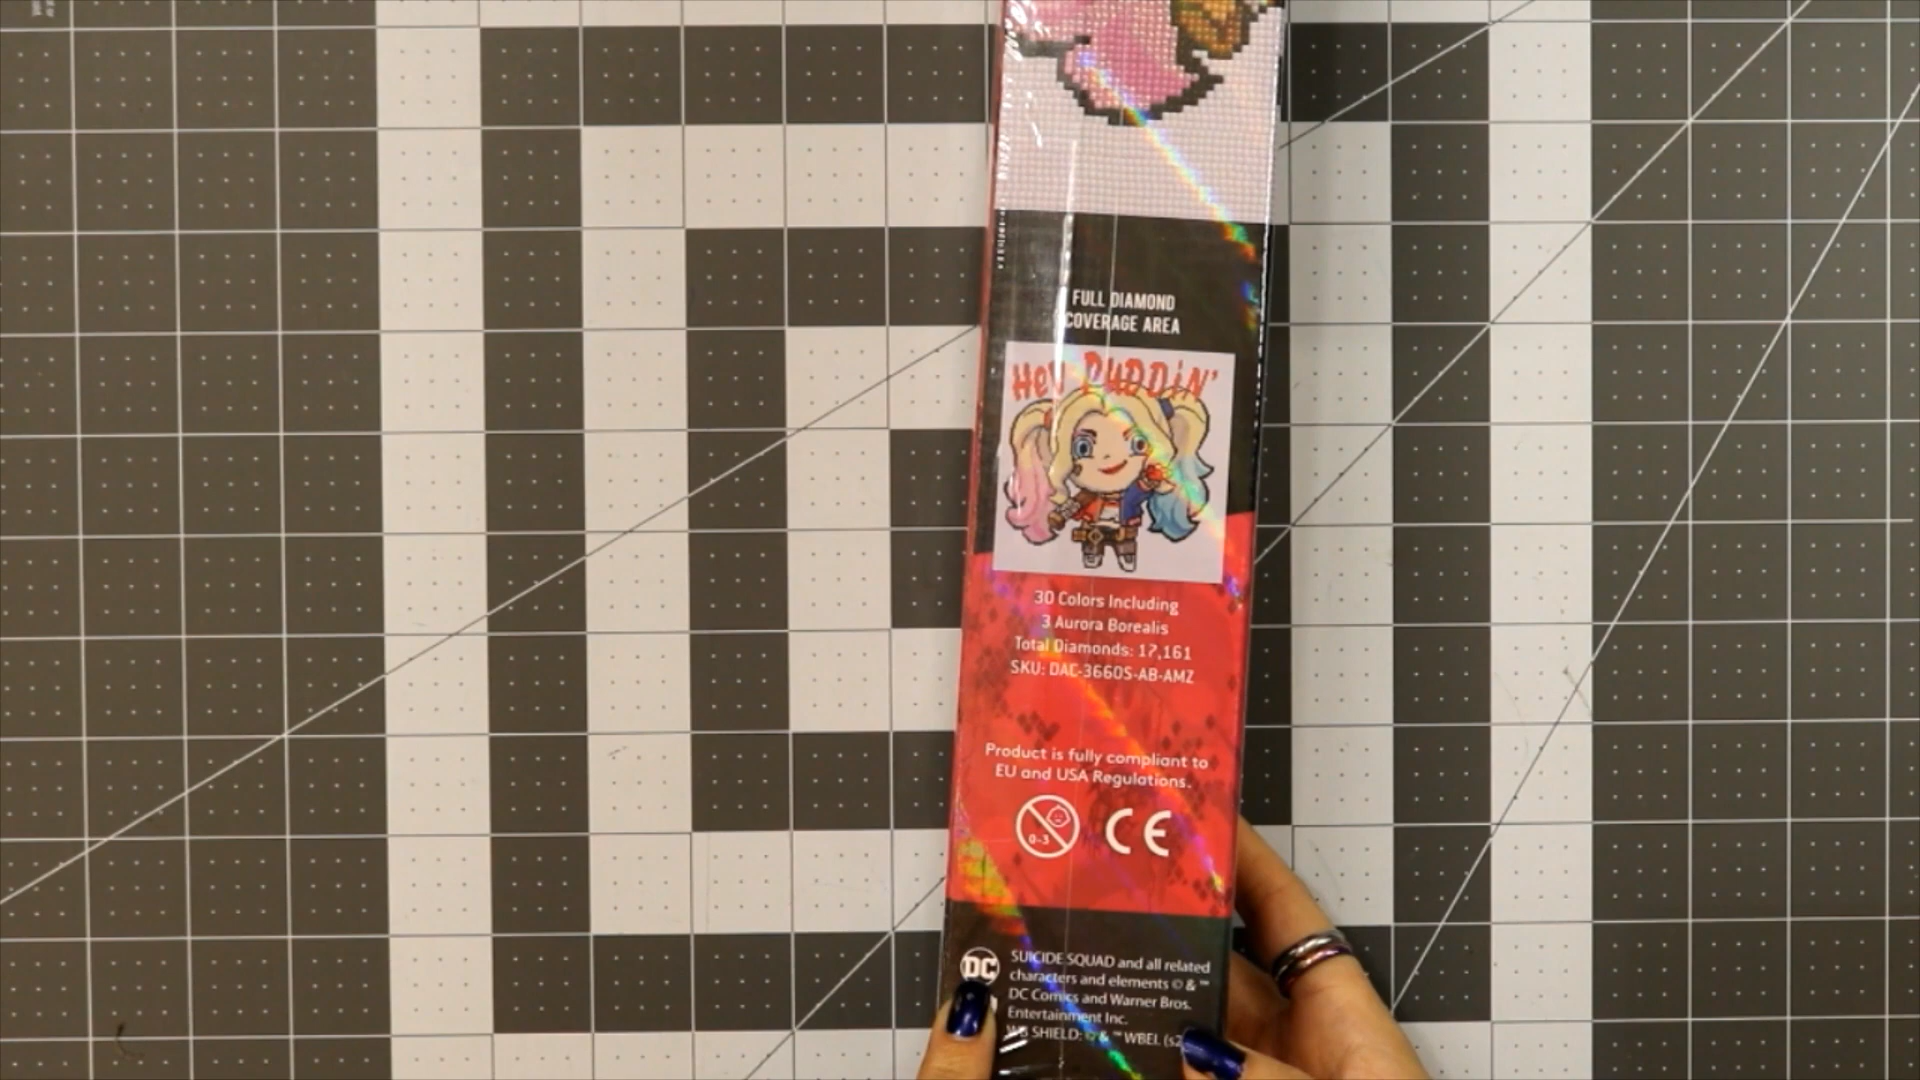 FULL DIAMOND
COVERAGE AREA
HEY PUDDiN'
30 Colors Including
3 Aurora Borealis
Total Diamonds: 17,161
SKU: DAC-3660S-AB-AMZ
Product is fully compliant to
EU and USA Regulations.
0-3
CE
DC
SUICIDE SQUAD and all related
characters and elements © & ™
DC Comics and Warner Bros.
Entertainment Inc.
WB SHIELD: © & ™ WBEI. (s2